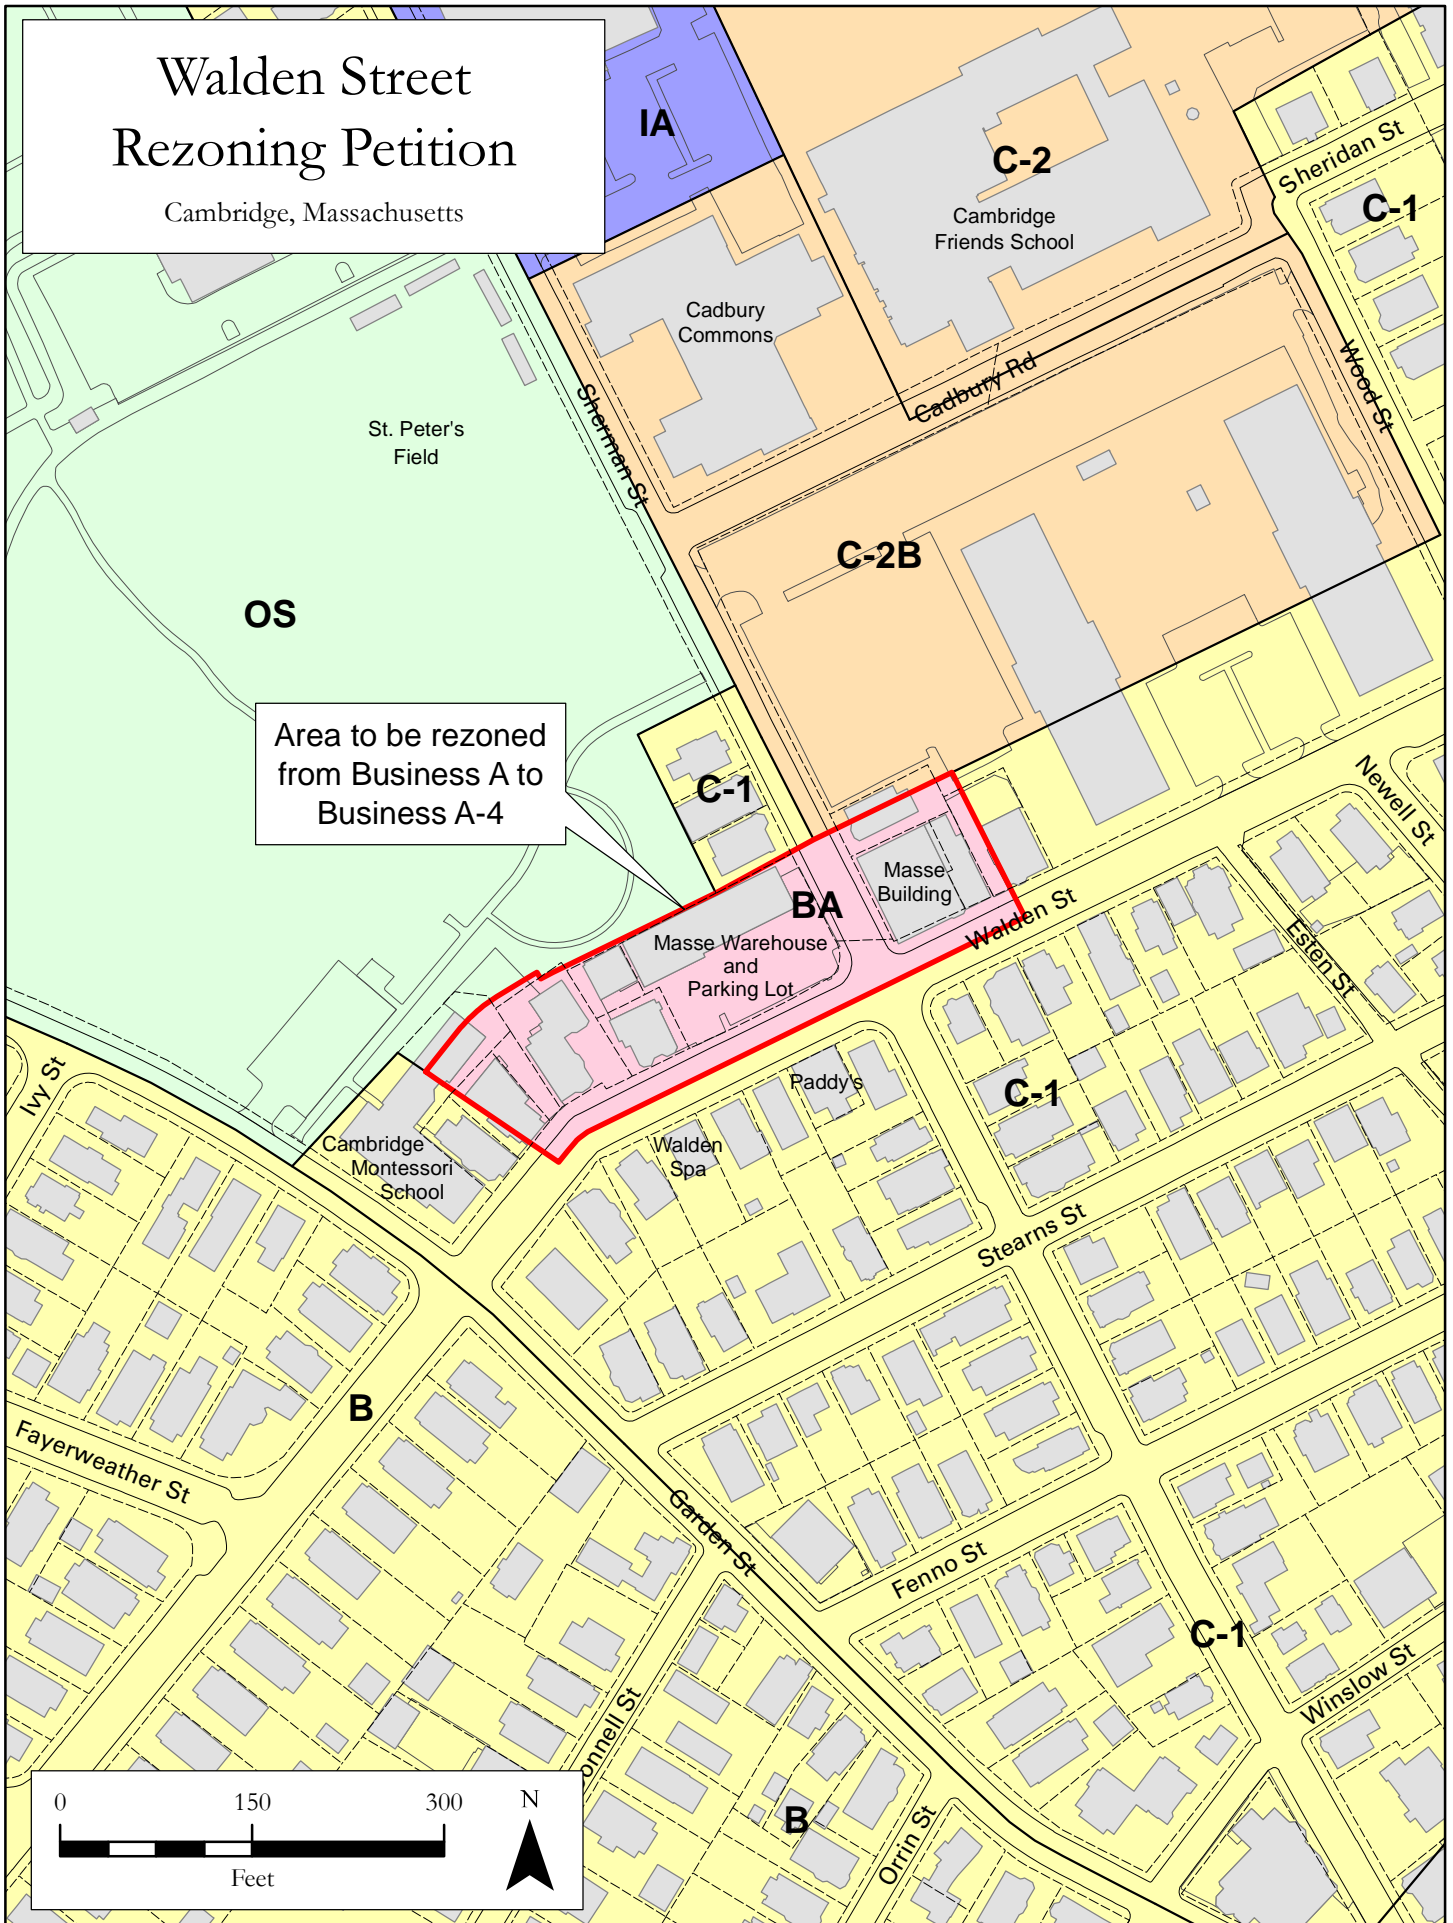 Walden Street
Rezoning Petition
Cambridge, Massachusetts
IA
C-2
Sheridan St
C-1
Cambridge
Friends School
Cadbury
Commons
Cadbury Rd
Wood St
Sherman St
St. Peter's
Field
C-2B
OS
Area to be rezoned
from Business A to
Business A-4
C-1
Newell St
Masse
Building
BA
Walden St
Masse Warehouse
and
Parking Lot
Esten St
Ivy St
Paddy's
C-1
Cambridge
Montessori
School
Walden
Spa
Stearns St
B
Fayerweather St
Garden St
Fenno St
C-1
Winslow St
onnell St
B
Orrin St
0 150 300
Feet
N